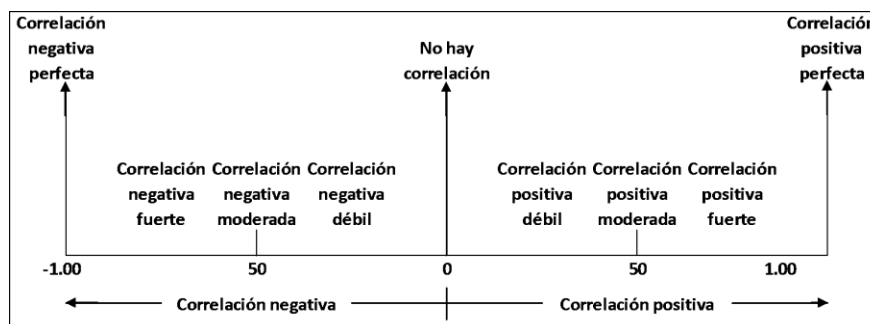 Correlación
negativa
perfecta
No hay
correlación
Correlación
positiva
perfecta
Correlación
negativa
fuerte
Correlación
negativa
moderada
Correlación
negativa
débil
Correlación
positiva
débil
Correlación
positiva
moderada
Correlación
positiva
fuerte
-1.00
50
0
50
1.00
Correlación negativa
Correlación positiva